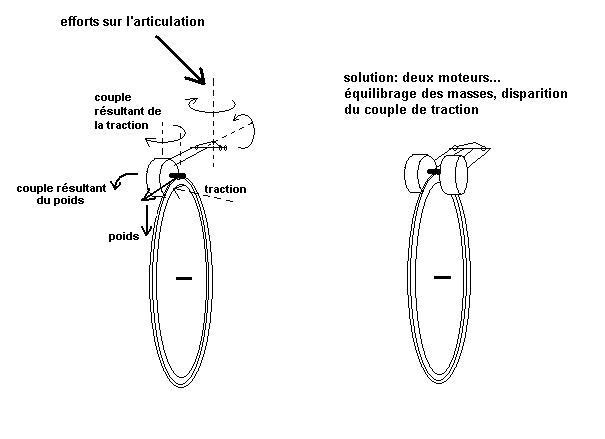 efforts sur l'articulation
couple
résultant de
la traction
couple résultant
du poids
traction
poids
solution: deux moteurs...
équilibrage des masses, disparition
du couple de traction